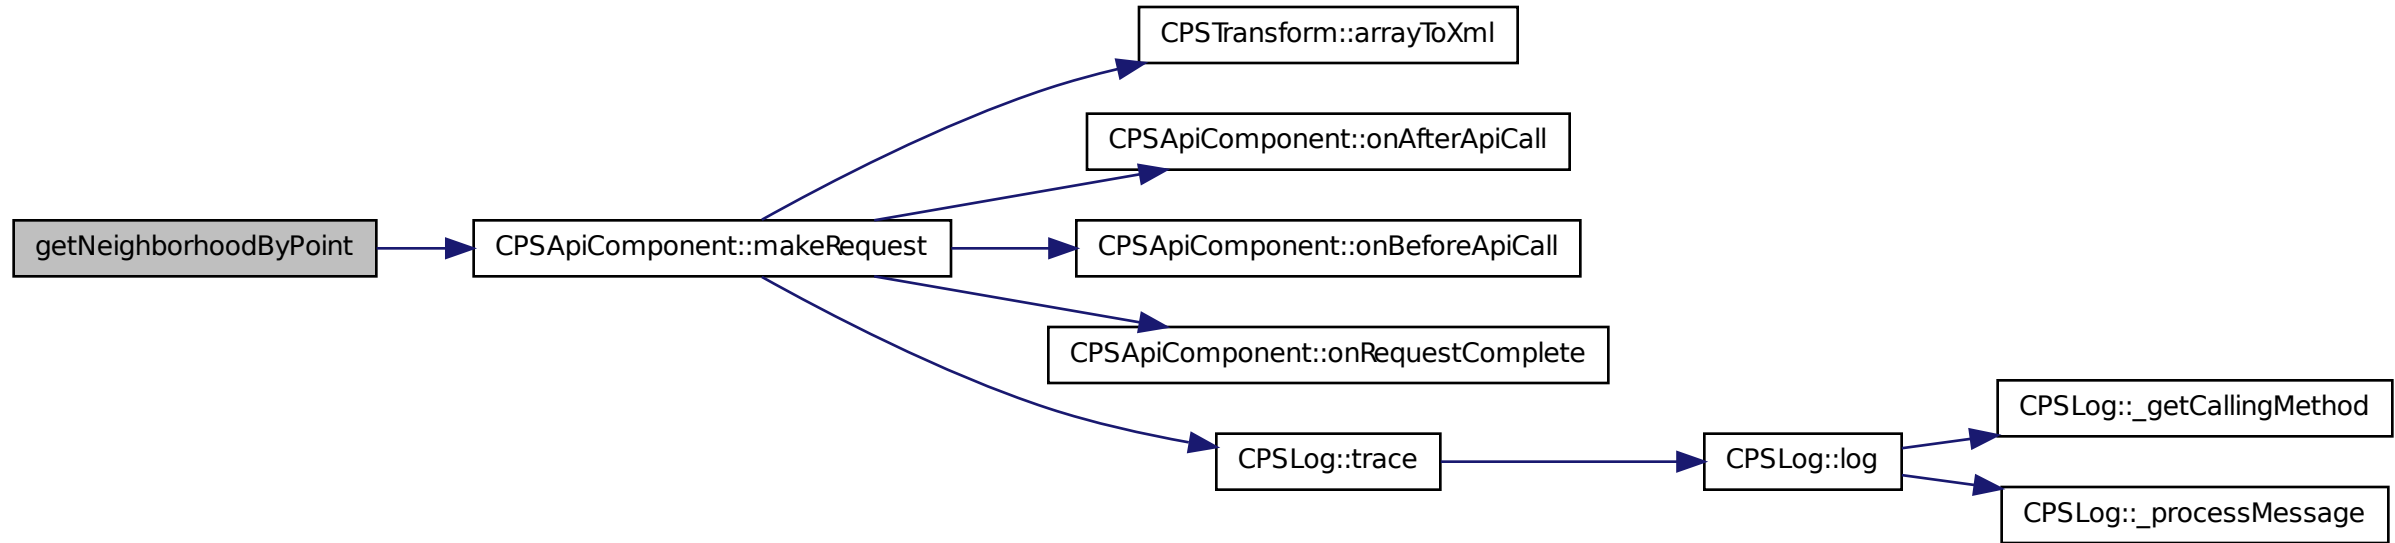 CPSTransform::arrayToXml
CPSApiComponent::onAfterApiCall
getNeighborhoodByPoint
CPSApiComponent::makeRequest
CPSApiComponent::onBeforeApiCall
CPSApiComponent::onRequestComplete
CPSLog::_getCallingMethod
CPSLog::trace
CPSLog::log
CPSLog::_processMessage